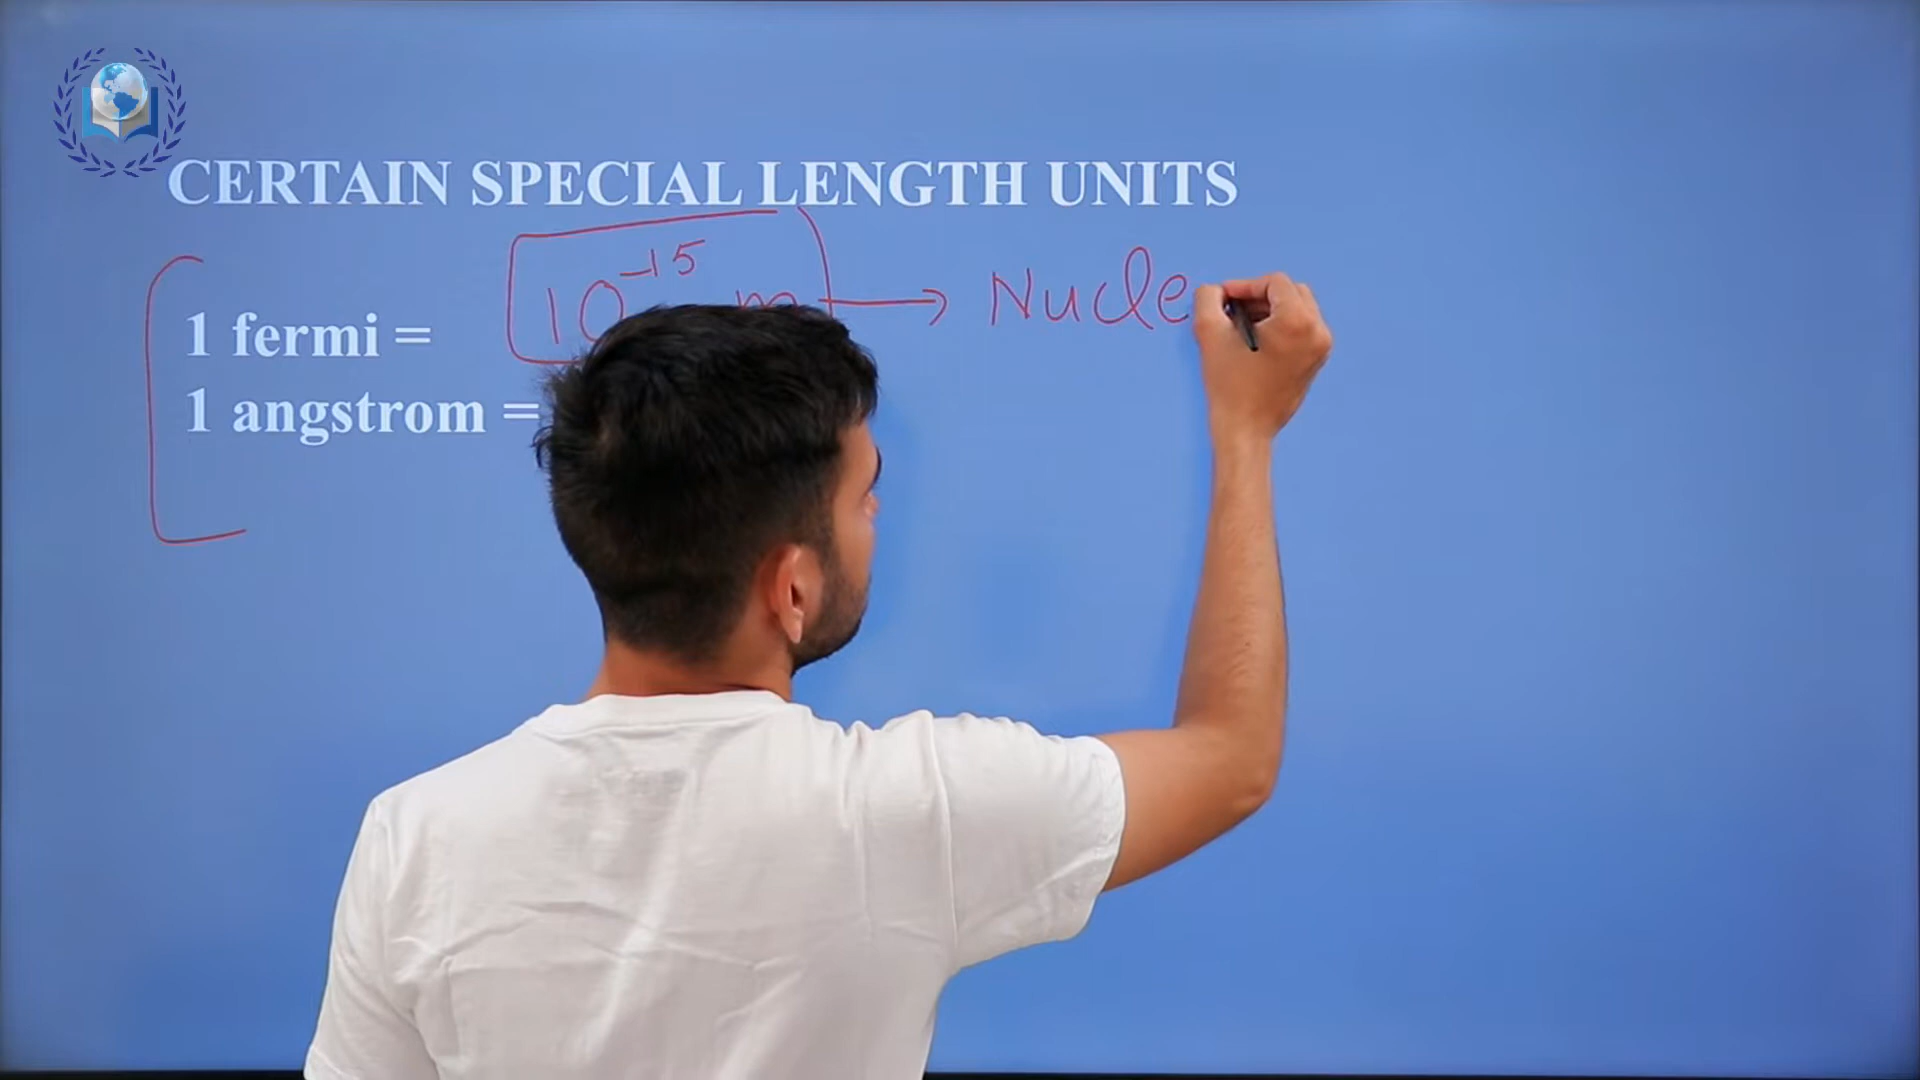 CERTAIN SPECIAL LENGTH UNITS
1 fermi = 10⁻¹⁵ m → Nucle
1 angstrom =